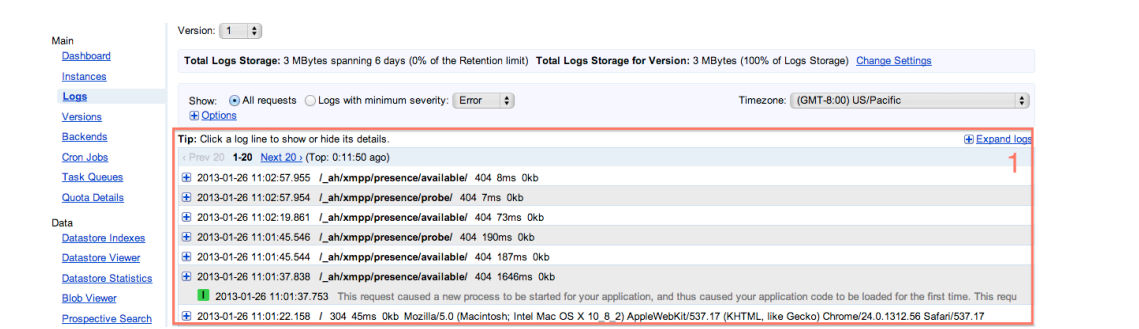 Version: 1
Main
Dashboard
Instances
Logs
Versions
Backends
Cron Jobs
Task Queues
Quota Details
Data
Datastore Indexes
Datastore Viewer
Datastore Statistics
Blob Viewer
Prospective Search
Total Logs Storage: 3 MBytes spanning 6 days (0% of the Retention limit) Total Logs Storage for Version: 3 MBytes (100% of Logs Storage) Change Settings
Show: All requests Logs with minimum severity: Error Timezone: (GMT-8:00) US/Pacific
Options
Tip: Click a log line to show or hide its details. Expand logs
‹ Prev 20 1-20 Next 20 › (Top: 0:11:50 ago) 1
2013-01-26 11:02:57.955 /_ah/xmpp/presence/available/ 404 8ms 0kb
2013-01-26 11:02:57.954 /_ah/xmpp/presence/probe/ 404 7ms 0kb
2013-01-26 11:02:19.861 /_ah/xmpp/presence/available/ 404 73ms 0kb
2013-01-26 11:01:45.546 /_ah/xmpp/presence/probe/ 404 190ms 0kb
2013-01-26 11:01:45.544 /_ah/xmpp/presence/available/ 404 187ms 0kb
2013-01-26 11:01:37.838 /_ah/xmpp/presence/available/ 404 1646ms 0kb
I 2013-01-26 11:01:37.753 This request caused a new process to be started for your application, and thus caused your application code to be loaded for the first time. This requ
2013-01-26 11:01:22.158 / 304 45ms 0kb Mozilla/5.0 (Macintosh; Intel Mac OS X 10_8_2) AppleWebKit/537.17 (KHTML, like Gecko) Chrome/24.0.1312.56 Safari/537.17